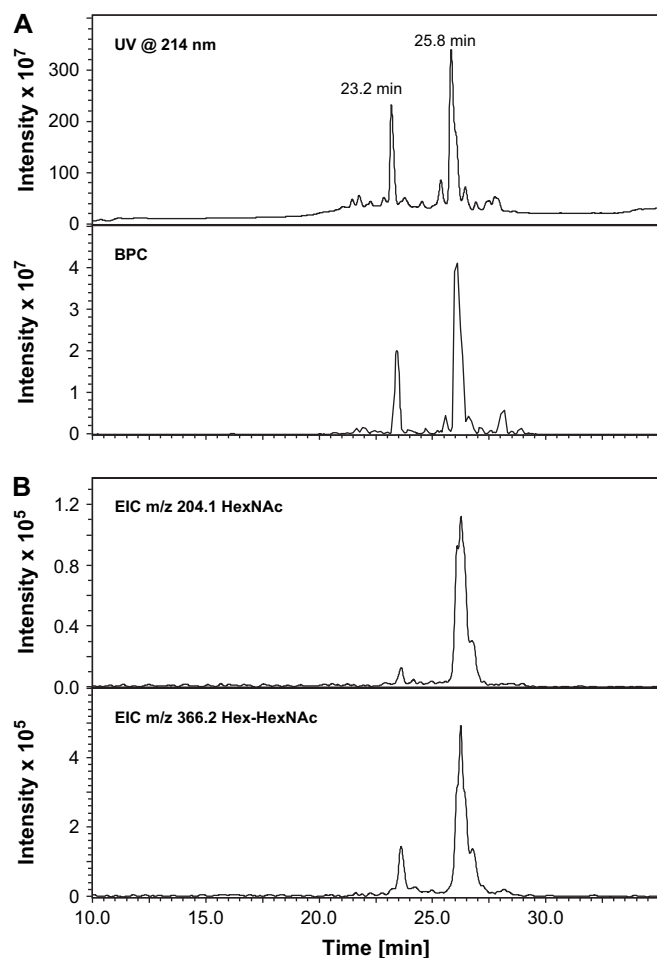 A
UV @ 214 nm
25.8 min
23.2 min
Intensity x 10⁷
300
200
100
0
BPC
Intensity x 10⁷
4
3
2
1
0
B
EIC m/z 204.1 HexNAc
Intensity x 10⁵
1.2
0.8
0.4
0.0
EIC m/z 366.2 Hex-HexNAc
Intensity x 10⁵
4
2
0
10.0 15.0 20.0 25.0 30.0
Time [min]